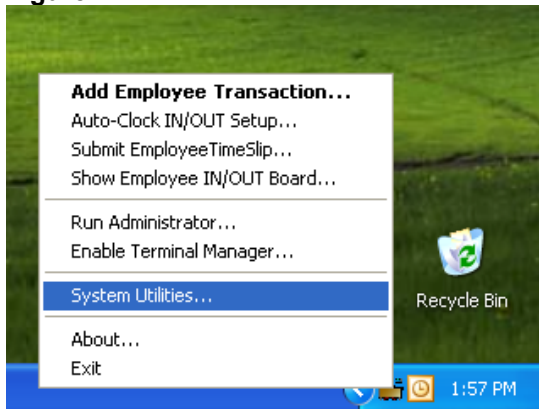 Add Employee Transaction...
Auto-Clock IN/OUT Setup...
Submit EmployeeTimeSlip...
Show Employee IN/OUT Board...
Run Administrator...
Enable Terminal Manager...
System Utilities...
Recycle Bin
About...
Exit
1:57 PM